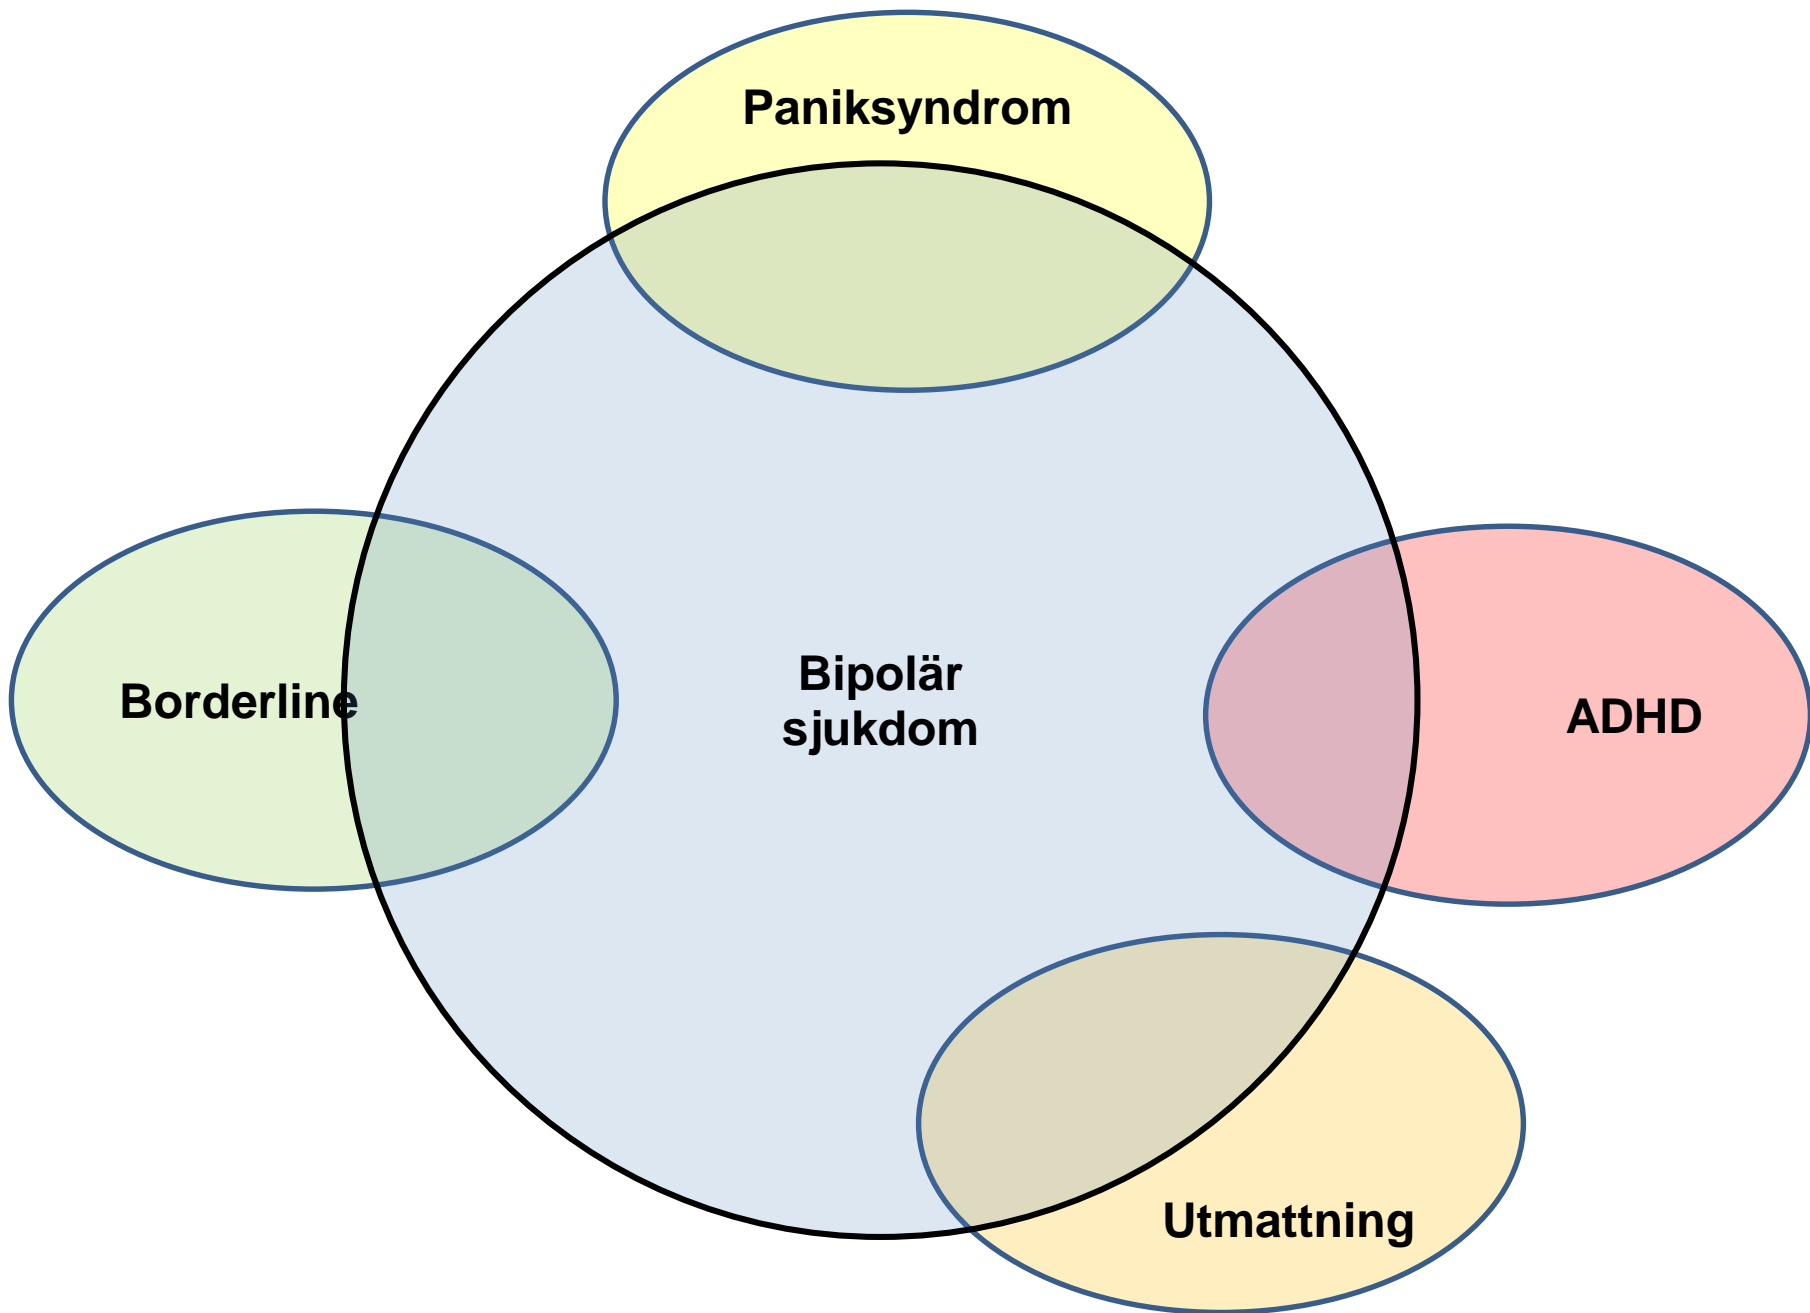 Paniksyndrom
Bipolär
sjukdom
Borderline
ADHD
Utmattning